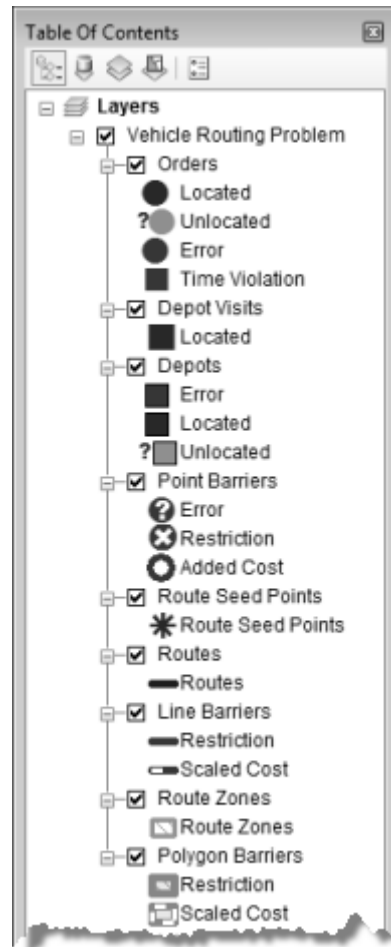 Table Of Contents
Layers
Vehicle Routing Problem
Orders
Located
?Unlocated
Error
Time Violation
Depot Visits
Located
Depots
Error
Located
?Unlocated
Point Barriers
Error
Restriction
Added Cost
Route Seed Points
Route Seed Points
Routes
Routes
Line Barriers
Restriction
Scaled Cost
Route Zones
Route Zones
Polygon Barriers
Restriction
Scaled Cost